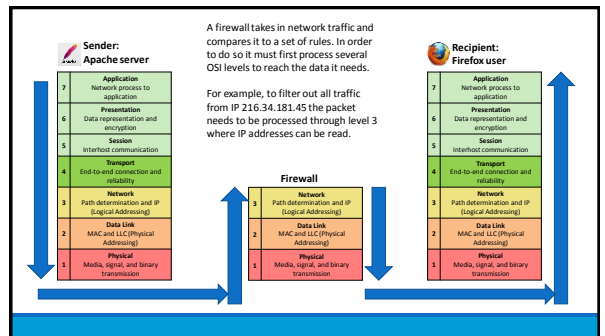 Sender:
Apache server
7
Application
Network process to
application
6
Presentation
Data representation and
encryption
5
Session
Interhost communication
4
Transport
End-to-end connection and
reliability
3
Network
Path determination and IP
(Logical Addressing)
2
Data Link
MAC and LLC (Physical
Addressing)
1
Physical
Media, signal, and binary
transmission
A firewall takes in network traffic and
compares it to a set of rules. In order
to do so it must first process several
OSI levels to reach the data it needs.
For example, to filter out all traffic
from IP 216.34.181.45 the packet
needs to be processed through level 3
where IP addresses can be read.
Firewall
3
Network
Path determination and IP
(Logical Addressing)
2
Data Link
MAC and LLC (Physical
Addressing)
1
Physical
Media, signal, and binary
transmission
Recipient:
Firefox user
7
Application
Network process to
application
6
Presentation
Data representation and
encryption
5
Session
Interhost communication
4
Transport
End-to-end connection and
reliability
3
Network
Path determination and IP
(Logical Addressing)
2
Data Link
MAC and LLC (Physical
Addressing)
1
Physical
Media, signal, and binary
transmission